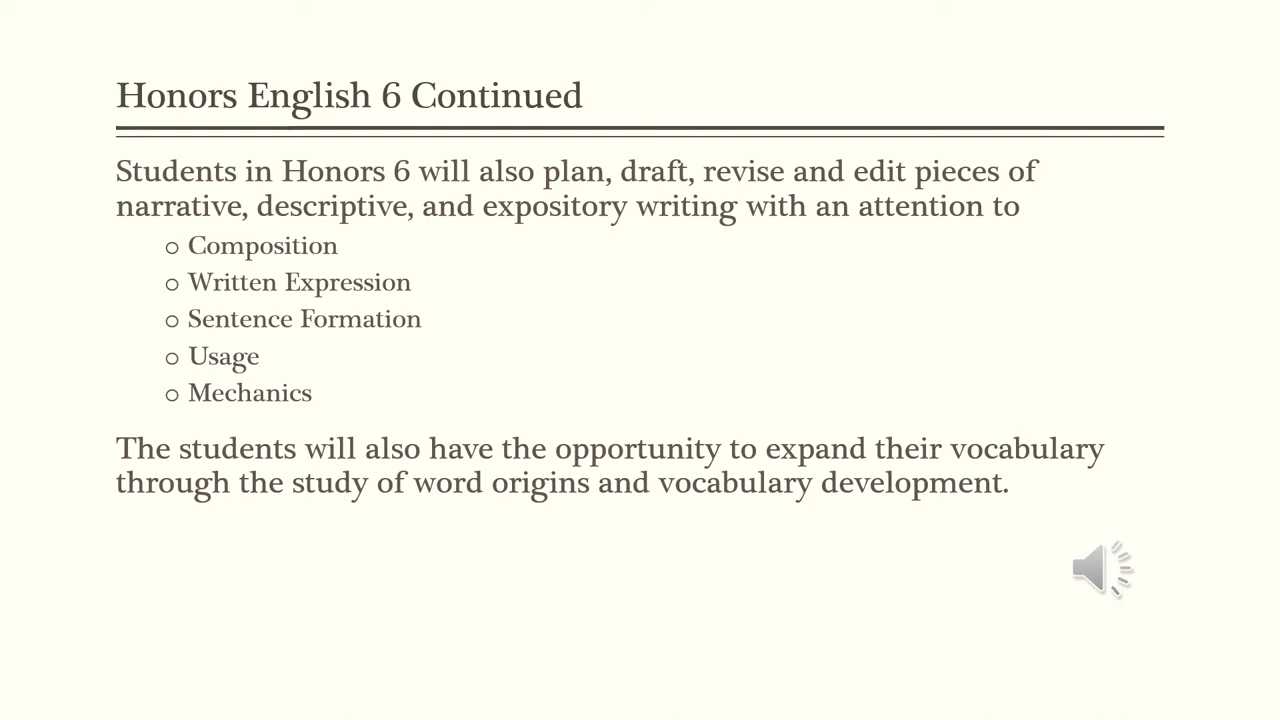 Honors English 6 Continued
Students in Honors 6 will also plan, draft, revise and edit pieces of
narrative, descriptive, and expository writing with an attention to
○ Composition
○ Written Expression
○ Sentence Formation
○ Usage
○ Mechanics
The students will also have the opportunity to expand their vocabulary
through the study of word origins and vocabulary development.